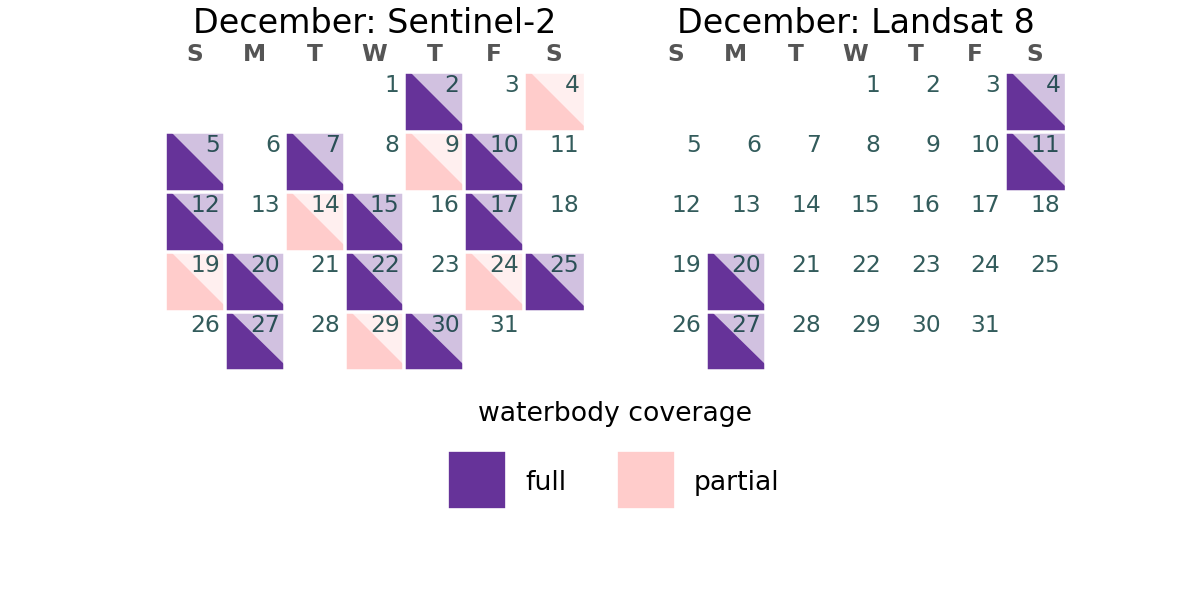 December: Sentinel-2
S M T W T F S
1 2 3 4
5 6 7 8 9 10 11
12 13 14 15 16 17 18
19 20 21 22 23 24 25
26 27 28 29 30 31
December: Landsat 8
S M T W T F S
1 2 3 4
5 6 7 8 9 10 11
12 13 14 15 16 17 18
19 20 21 22 23 24 25
26 27 28 29 30 31
waterbody coverage
full partial